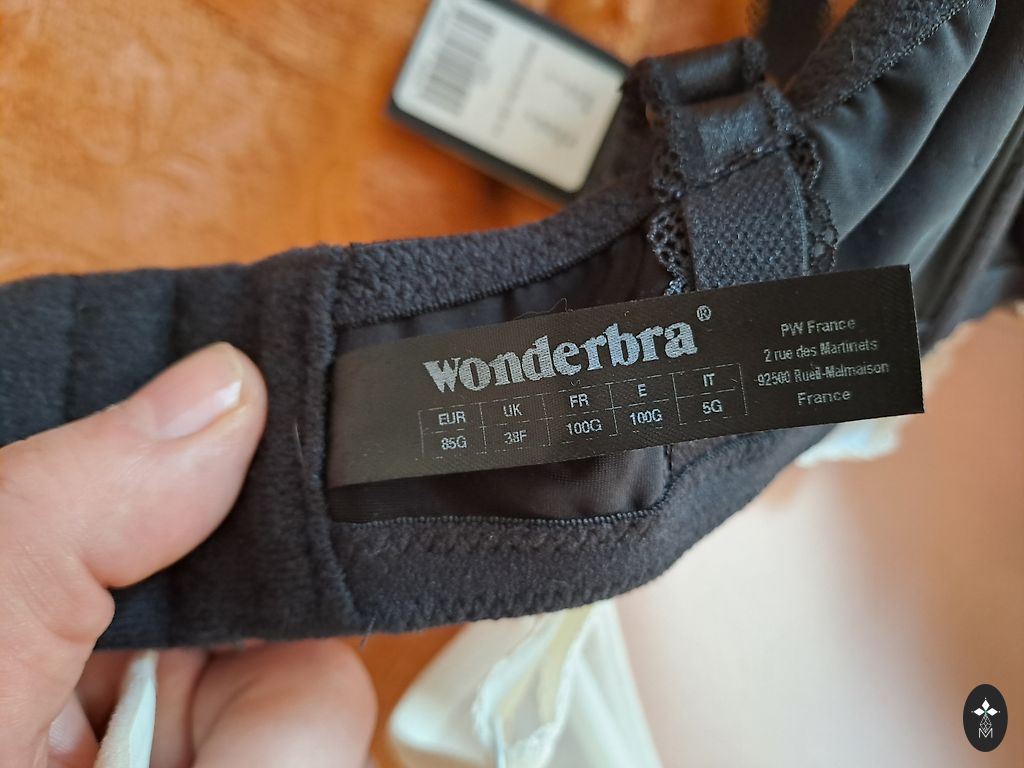 Wonderbra®
EUR UK FR E IT
85G 38F 100G 100G 5G
PW France
2 rue des Martinets
92500 Rueil-Malmaison
France
M